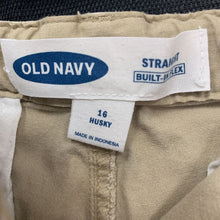 OLD NAVY
STRAIGHT
BUILT-IN FLEX
16
HUSKY
MADE IN INDONESIA